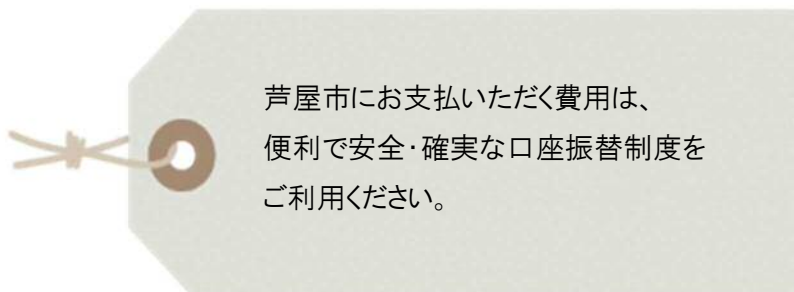 芦屋市にお支払いただく費用は、
便利で安全・確実な口座振替制度を
ご利用ください。